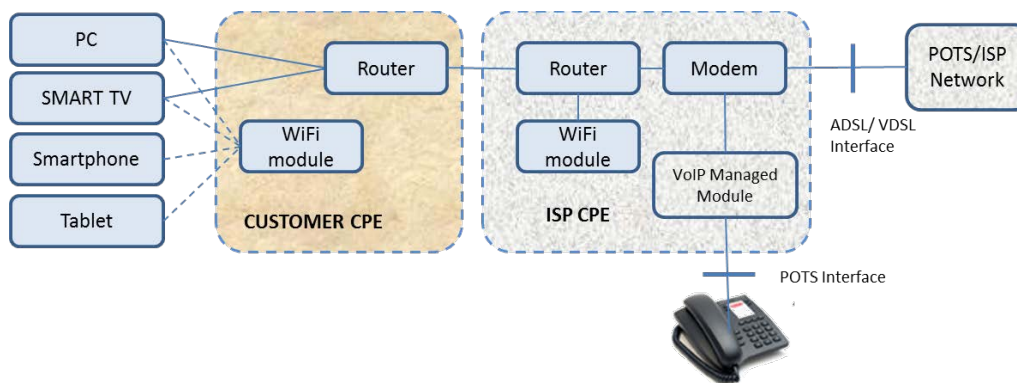 PC
SMART TV
Smartphone
Tablet
Router
WiFi
module
CUSTOMER CPE
Router
WiFi
module
Modem
VoIP Managed
Module
ISP CPE
ADSL/ VDSL
Interface
POTS/ISP
Network
POTS Interface